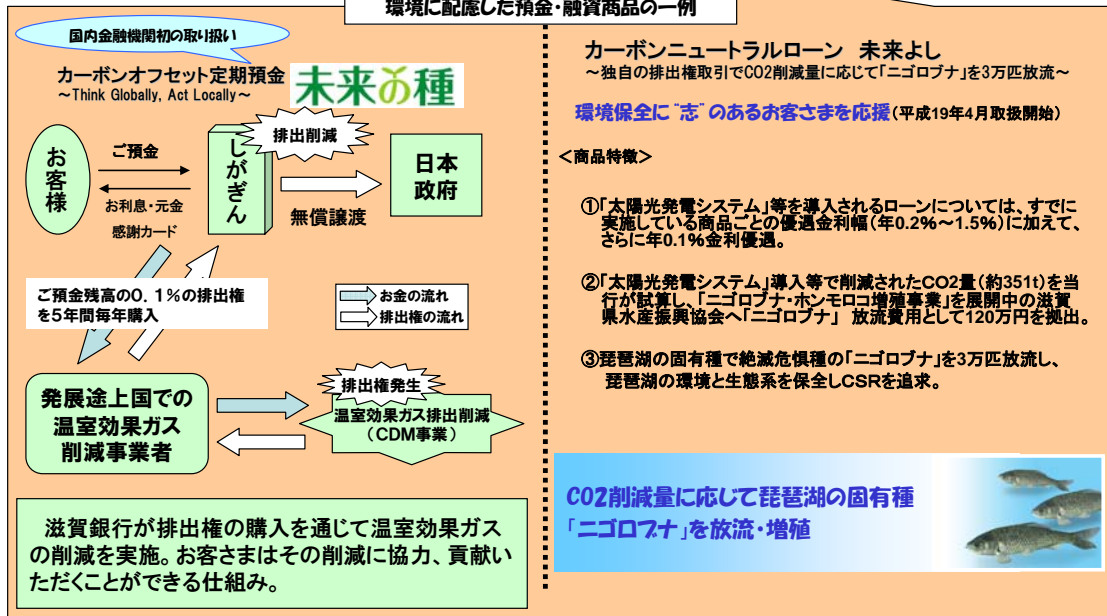 環境に配慮した預金・融資商品の一例
国内金融機関初の取り扱い
カーボンオフセット定期預金
～Think Globally, Act Locally～
未来の種
お客様
ご預金
お利息・元金
感謝カード
しがぎん
排出削減
無償譲渡
日本
政府
ご預金残高の0.1%の排出権
を5年間毎年購入
お金の流れ
排出権の流れ
発展途上国での
温室効果ガス
削減事業者
排出権発生
温室効果ガス排出削減
（CDM事業）
滋賀銀行が排出権の購入を通じて温室効果ガス
の削減を実施。お客さまはその削減に協力、貢献い
ただくことができる仕組み。
カーボンニュートラルローン 未来よし
～独自の排出権取引でCO2削減量に応じて「ニゴロブナ」を3万匹放流～
環境保全に“志”のあるお客さまを応援（平成19年4月取扱開始）
＜商品特徴＞
①「太陽光発電システム」等を導入されるローンについては、すでに
実施している商品ごとの優遇金利幅（年0.2%～1.5%）に加えて、
さらに年0.1%金利優遇。
②「太陽光発電システム」導入等で削減されたCO2量（約351t）を当
行が試算し、「ニゴロブナ・ホンモロコ増殖事業」を展開中の滋賀
県水産振興協会へ「ニゴロブナ」 放流費用として120万円を拠出。
③琵琶湖の固有種で絶滅危惧種の「ニゴロブナ」を3万匹放流し、
琵琶湖の環境と生態系を保全しCSRを追求。
CO2削減量に応じて琵琶湖の固有種
「ニゴロブナ」を放流・増殖